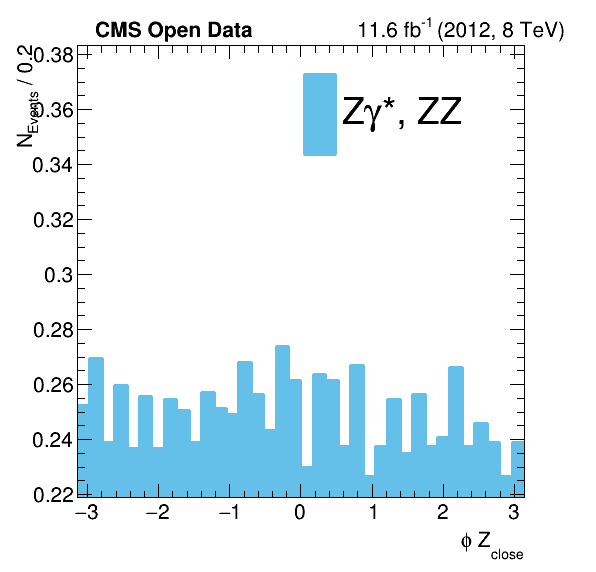 CMS Open Data 11.6 fb⁻¹ (2012, 8 TeV)
N_Events / 0.2
0.38
0.36
0.34
0.32
0.3
0.28
0.26
0.24
0.22
Zγ*, ZZ
−3 −2 −1 0 1 2 3
ϕ Z_close